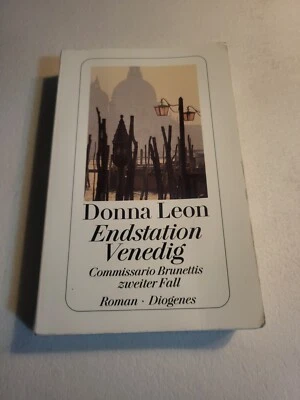 Donna Leon
Endstation
Venedig
Commissario Brunettis
zweiter Fall
Roman · Diogenes